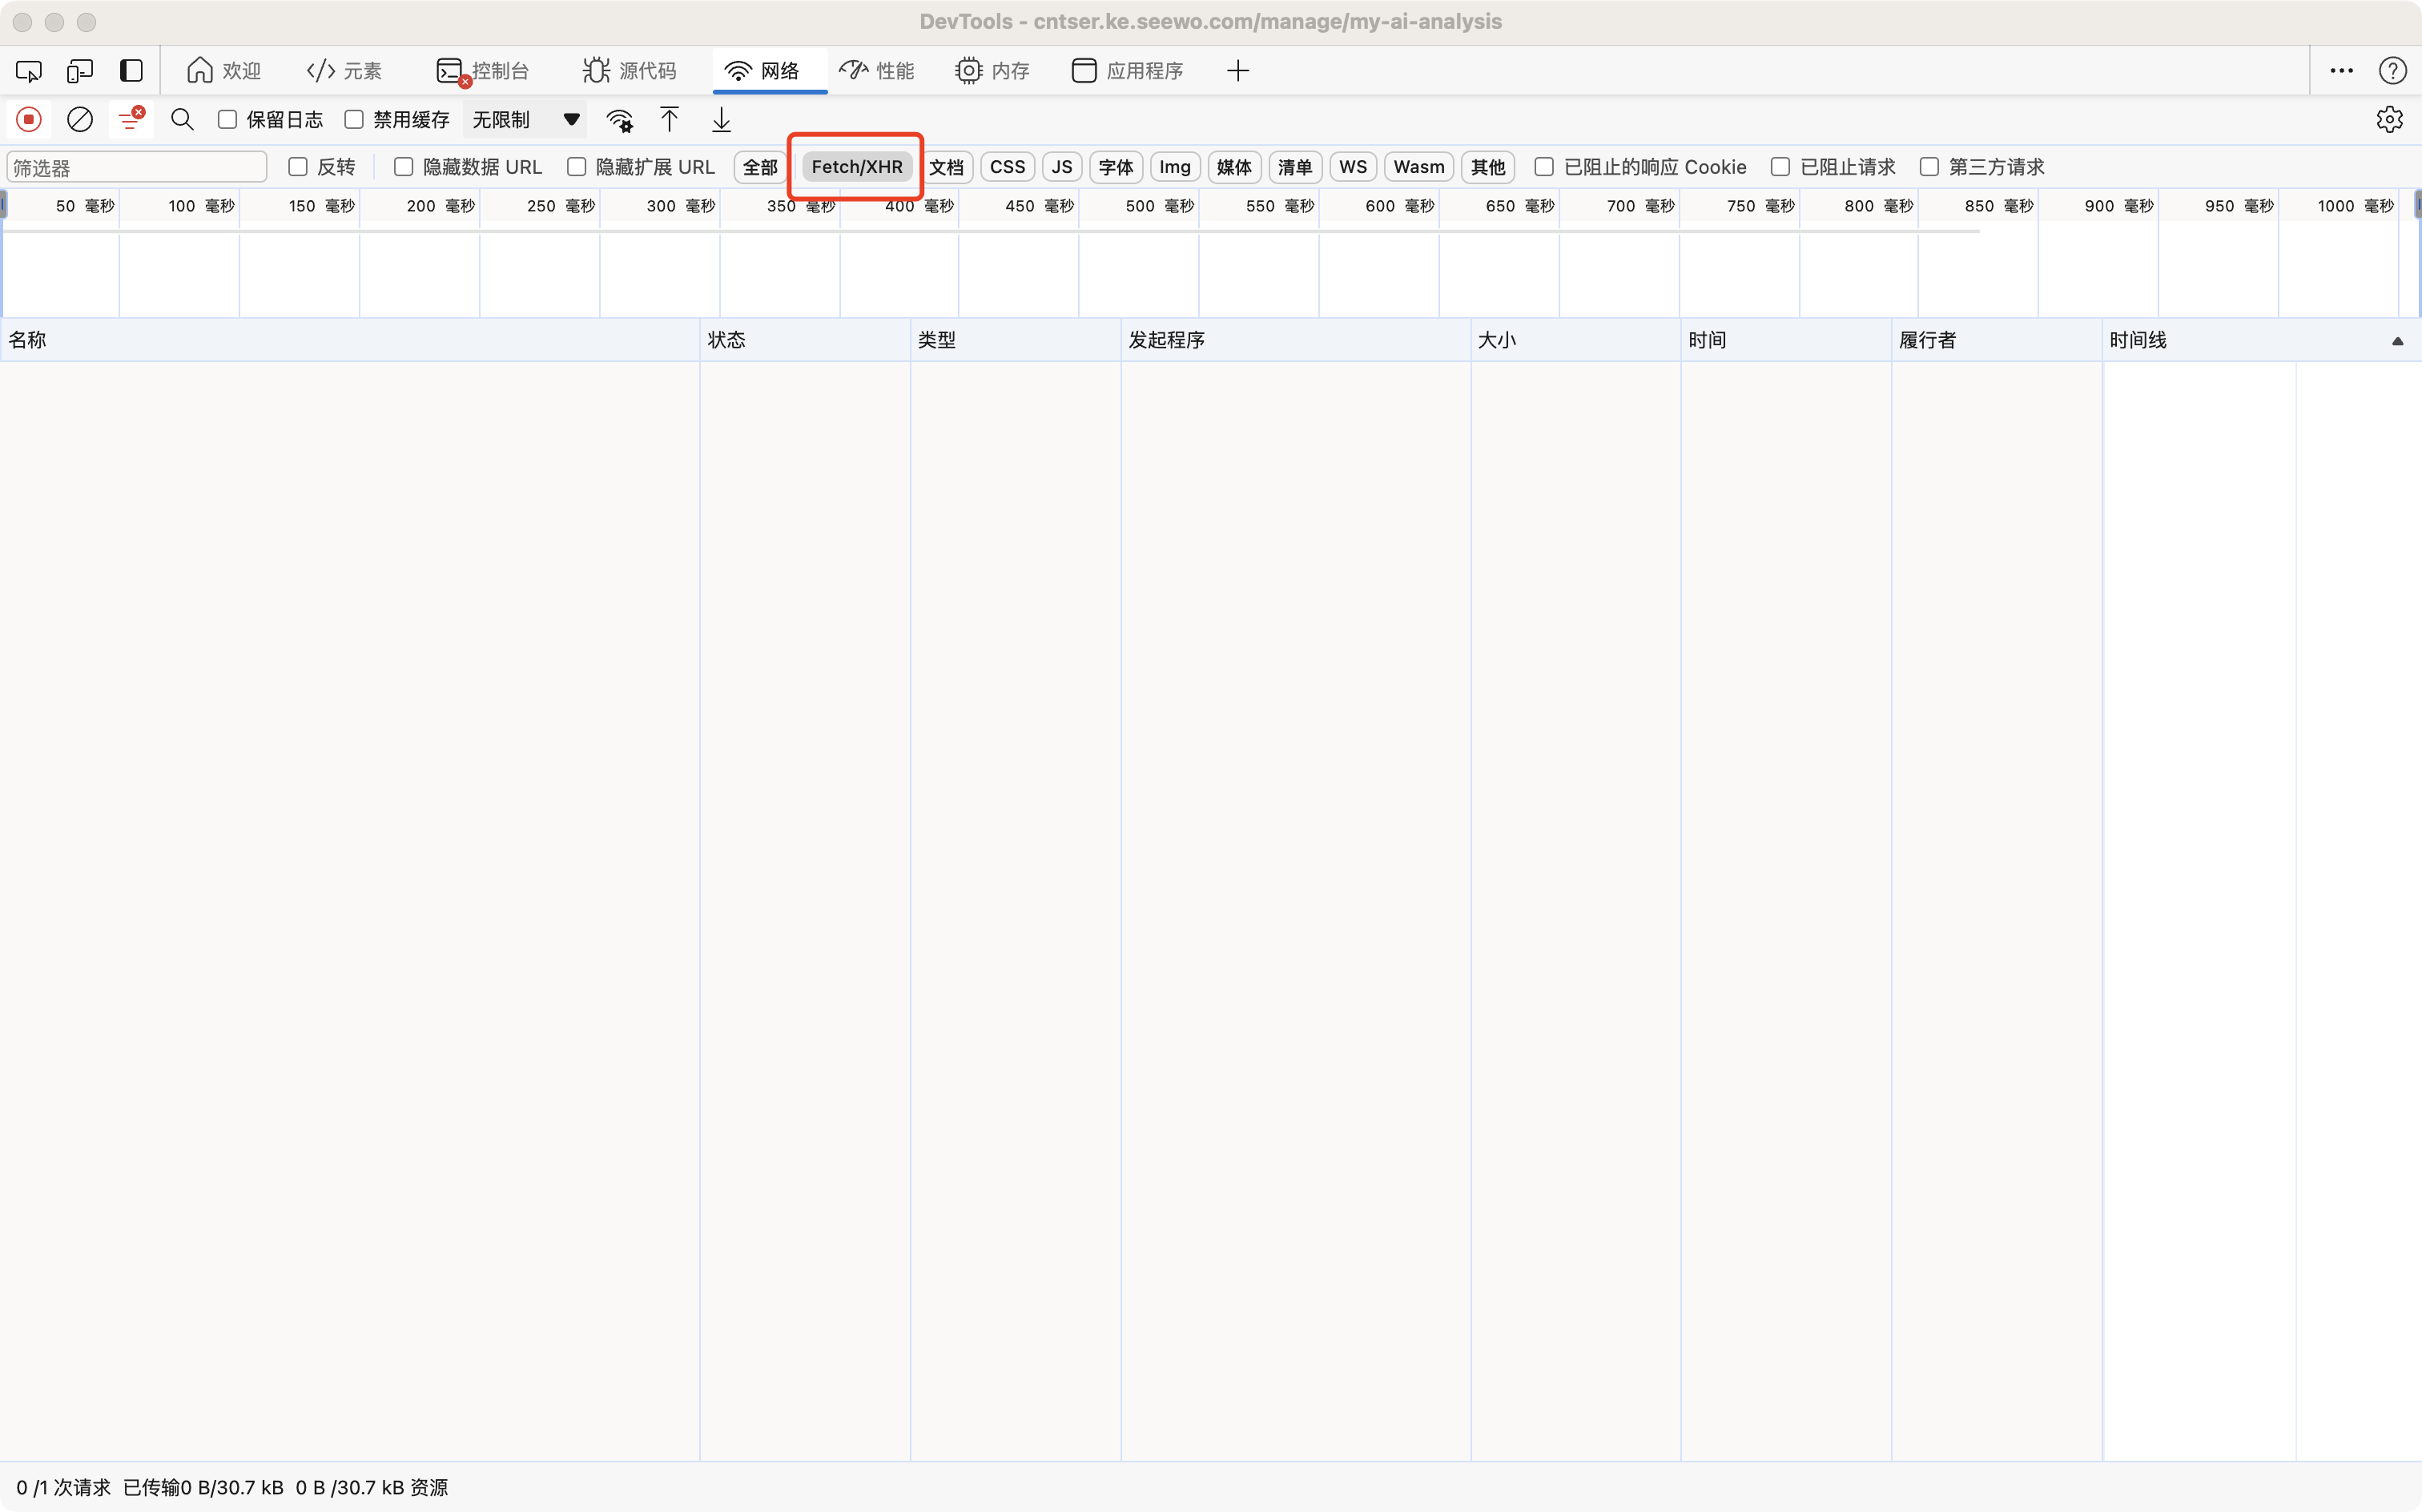 DevTools - cntser.ke.seewo.com/manage/my-ai-analysis
欢迎 元素 控制台 源代码 网络 性能 内存 应用程序
保留日志 禁用缓存 无限制
筛选器 反转 隐藏数据 URL 隐藏扩展 URL 全部 Fetch/XHR 文档 CSS JS 字体 Img 媒体 清单 WS Wasm 其他 已阻止的响应 Cookie 已阻止请求 第三方请求
50 毫秒 100 毫秒 150 毫秒 200 毫秒 250 毫秒 300 毫秒 350 毫秒 400 毫秒 450 毫秒 500 毫秒 550 毫秒 600 毫秒 650 毫秒 700 毫秒 750 毫秒 800 毫秒 850 毫秒 900 毫秒 950 毫秒 1000 毫秒
名称 状态 类型 发起程序 大小 时间 履行者 时间线
0 /1 次请求 已传输0 B/30.7 kB 0 B /30.7 kB 资源